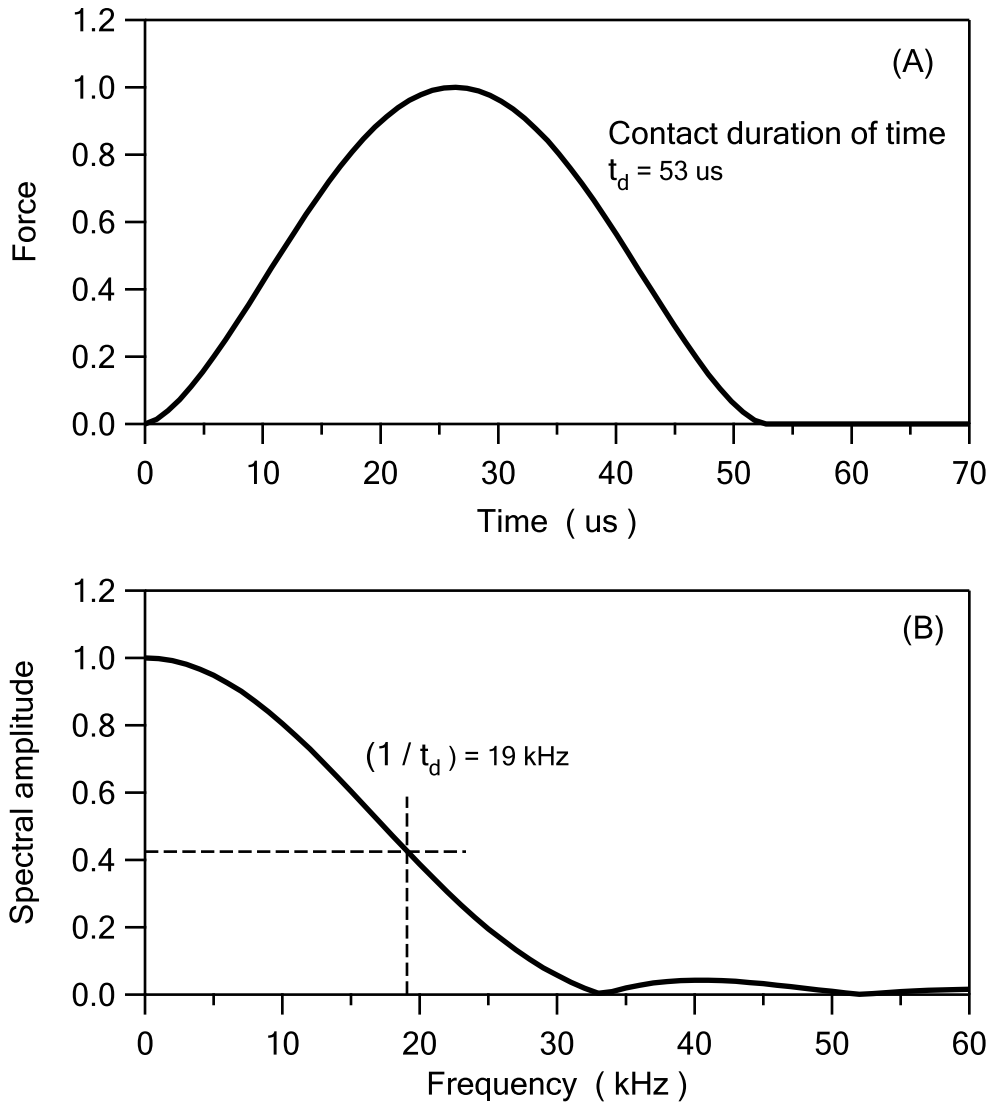 1.2
(A)
1.0
Contact duration of time
0.8
td = 53 us
0.6
Force
0.4
0.2
0.0
0 10 20 30 40 50 60 70
Time ( us )
1.2
(B)
1.0
0.8
(1 / td ) = 19 kHz
0.6
Spectral amplitude
0.4
0.2
0.0
0 10 20 30 40 50 60
Frequency ( kHz )